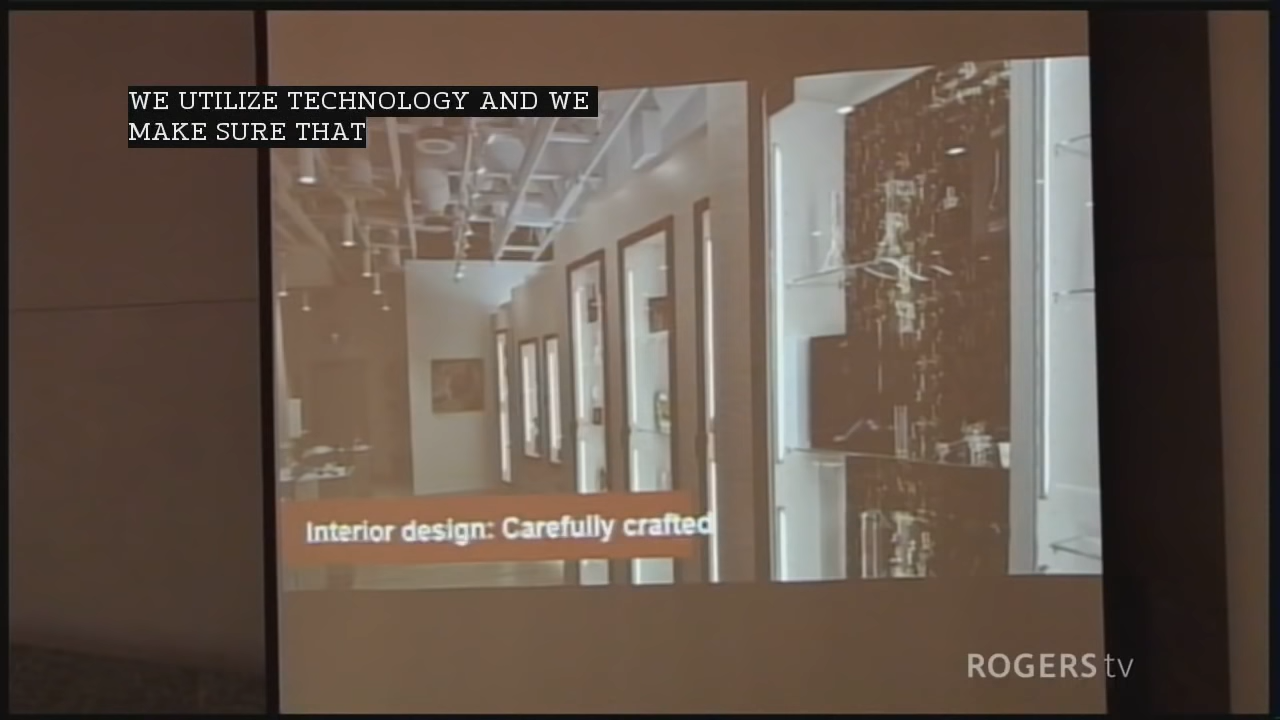 WE UTILIZE TECHNOLOGY AND WE
MAKE SURE THAT
Interior design: Carefully crafted
ROGERS tv